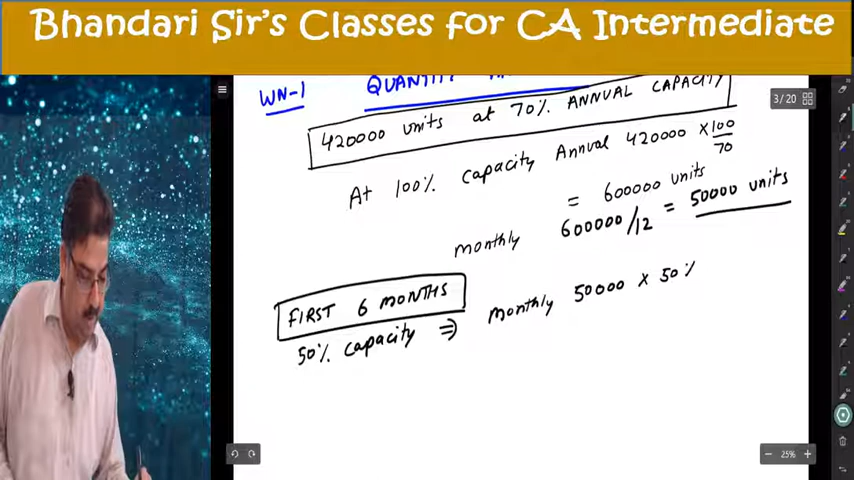 Bhandari Sir's Classes for CA Intermediate
WN-1 QUANTITY
3/20
420000 units at 70% ANNUAL CAPACITY
At 100% capacity Annual 420000 × 100/70
= 600000 units
monthly 600000/12 = 50000 units
FIRST 6 MONTHS
50% capacity ⇒ monthly 50000 × 50%
25%